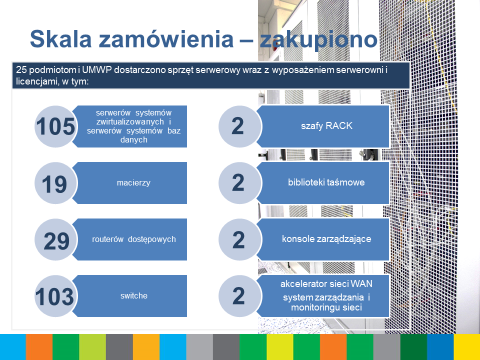 Skala zamówienia – zakupiono
25 podmiotom i UMWP dostarczono sprzęt serwerowy wraz z wyposażeniem serwerowni i
licencjami, w tym:
105
serwerów systemów
zwirtualizowanych i
serwerów systemów baz
danych
2
szafy RACK
19
macierzy
2
biblioteki taśmowe
29
routerów dostępowych
2
konsole zarządzające
103
switche
2
akcelerator sieci WAN
system zarządzania i
monitoringu sieci